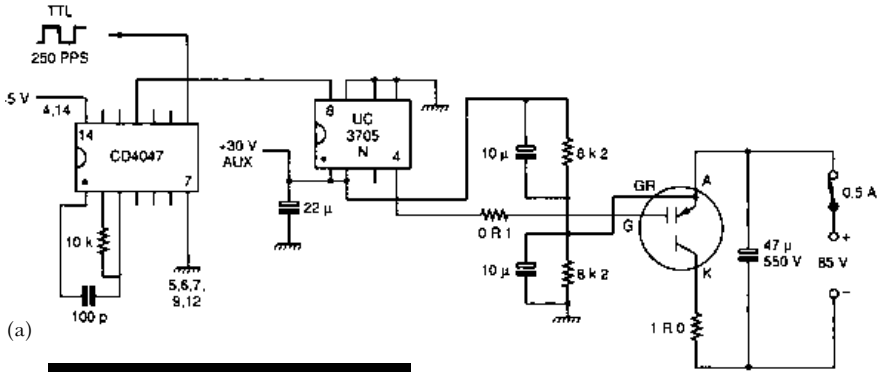 TTL
250 PPS
.5 V
4,14
14
CD4047
7
10 k
100 p
5,6,7,
9,12
+30 V
AUX
22 µ
8
UC
3705
N
4
10 µ
8 k 2
0 R 1
10 µ
8 k 2
GR
A
G
K
1 R 0
47 µ
550 V
0.5 A
+
85 V
−
(a)